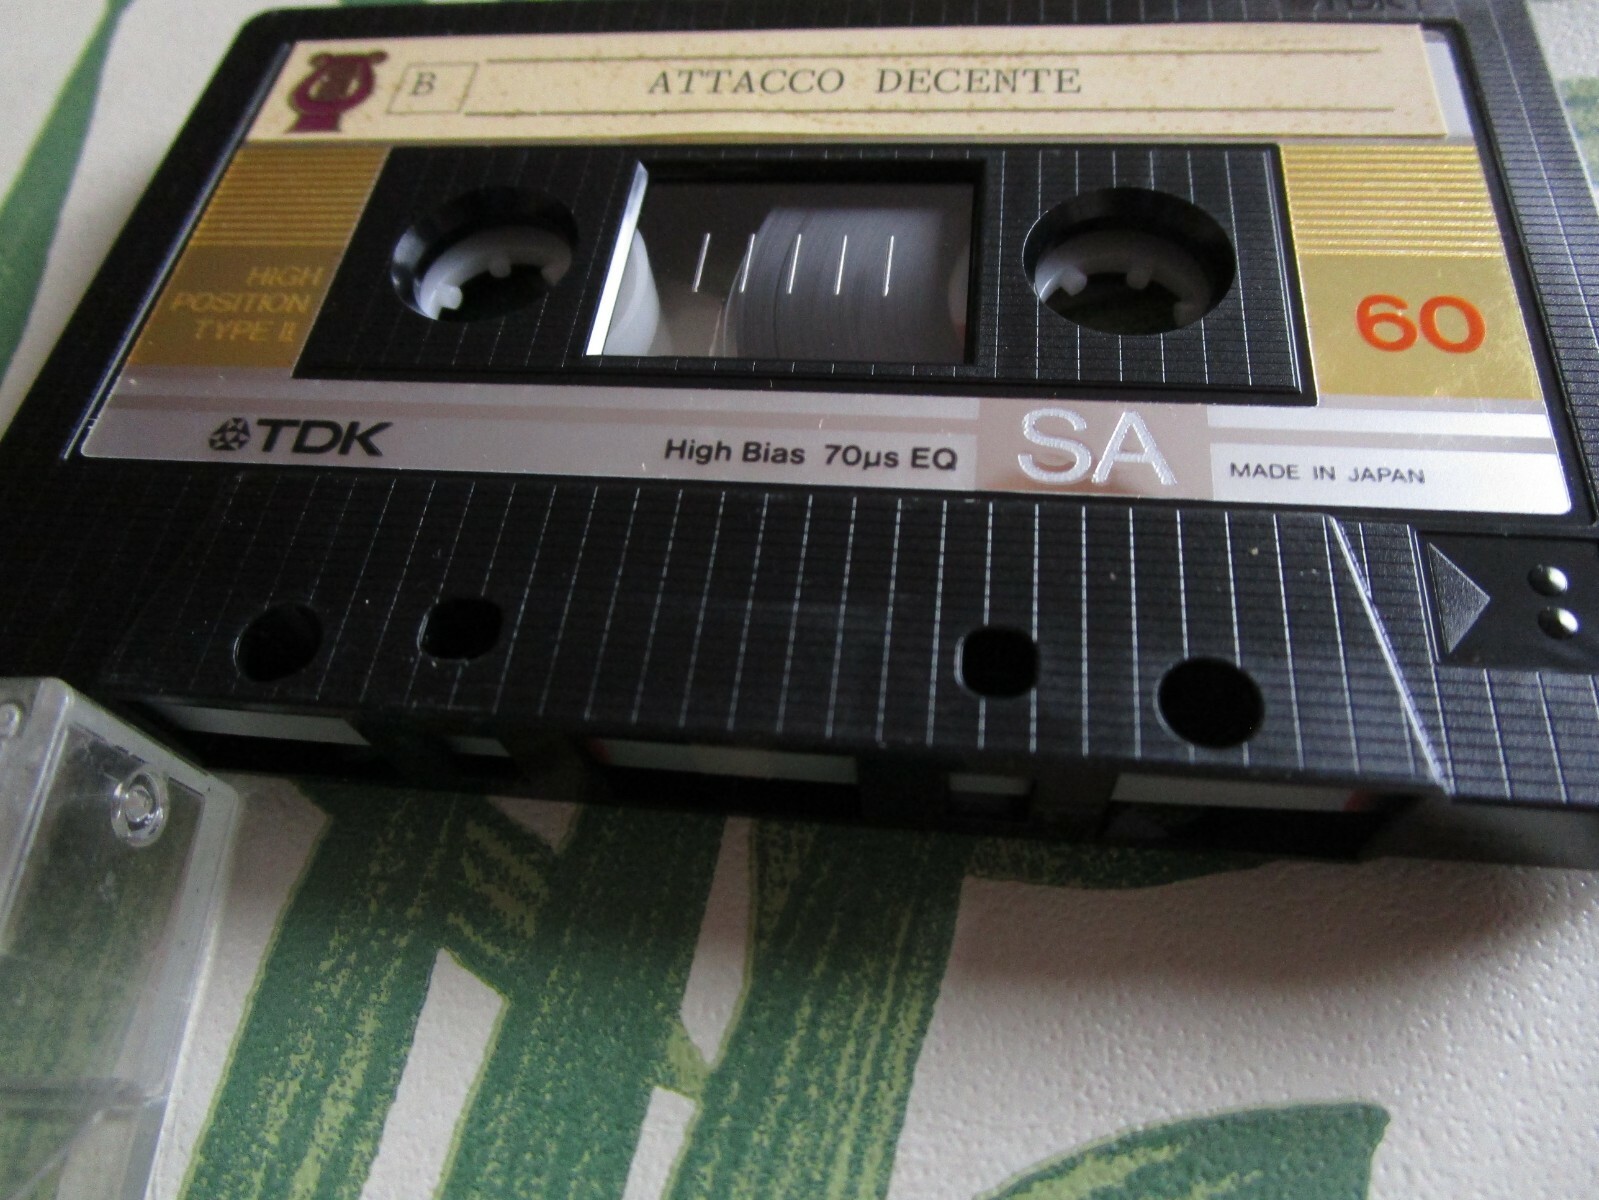 B
ATTACCO DECENTE
HIGH
POSITION
TYPE II
60
TDK
High Bias 70µs EQ
SA
MADE IN JAPAN